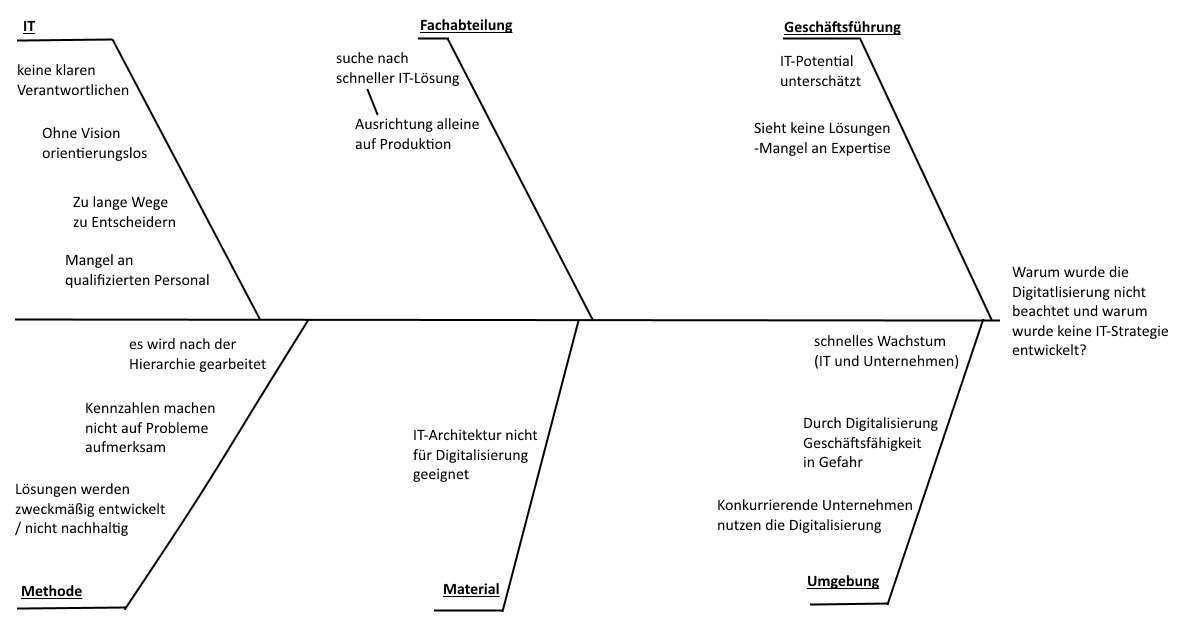 IT
keine klaren
Verantwortlichen
Ohne Vision
orientierungslos
Zu lange Wege
zu Entscheidern
Mangel an
qualifizierten Personal
Fachabteilung
suche nach
schneller IT-Lösung
Ausrichtung alleine
auf Produktion
Geschäftsführung
IT-Potential
unterschätzt
Sieht keine Lösungen
-Mangel an Expertise
Warum wurde die
Digitatlisierung nicht
beachtet und warum
wurde keine IT-Strategie
entwickelt?
es wird nach der
Hierarchie gearbeitet
Kennzahlen machen
nicht auf Probleme
aufmerksam
Lösungen werden
zweckmäßig entwickelt
/ nicht nachhaltig
Methode
IT-Architektur nicht
für Digitalisierung
geeignet
Material
schnelles Wachstum
(IT und Unternehmen)
Durch Digitalisierung
Geschäftsfähigkeit
in Gefahr
Konkurrierende Unternehmen
nutzen die Digitalisierung
Umgebung